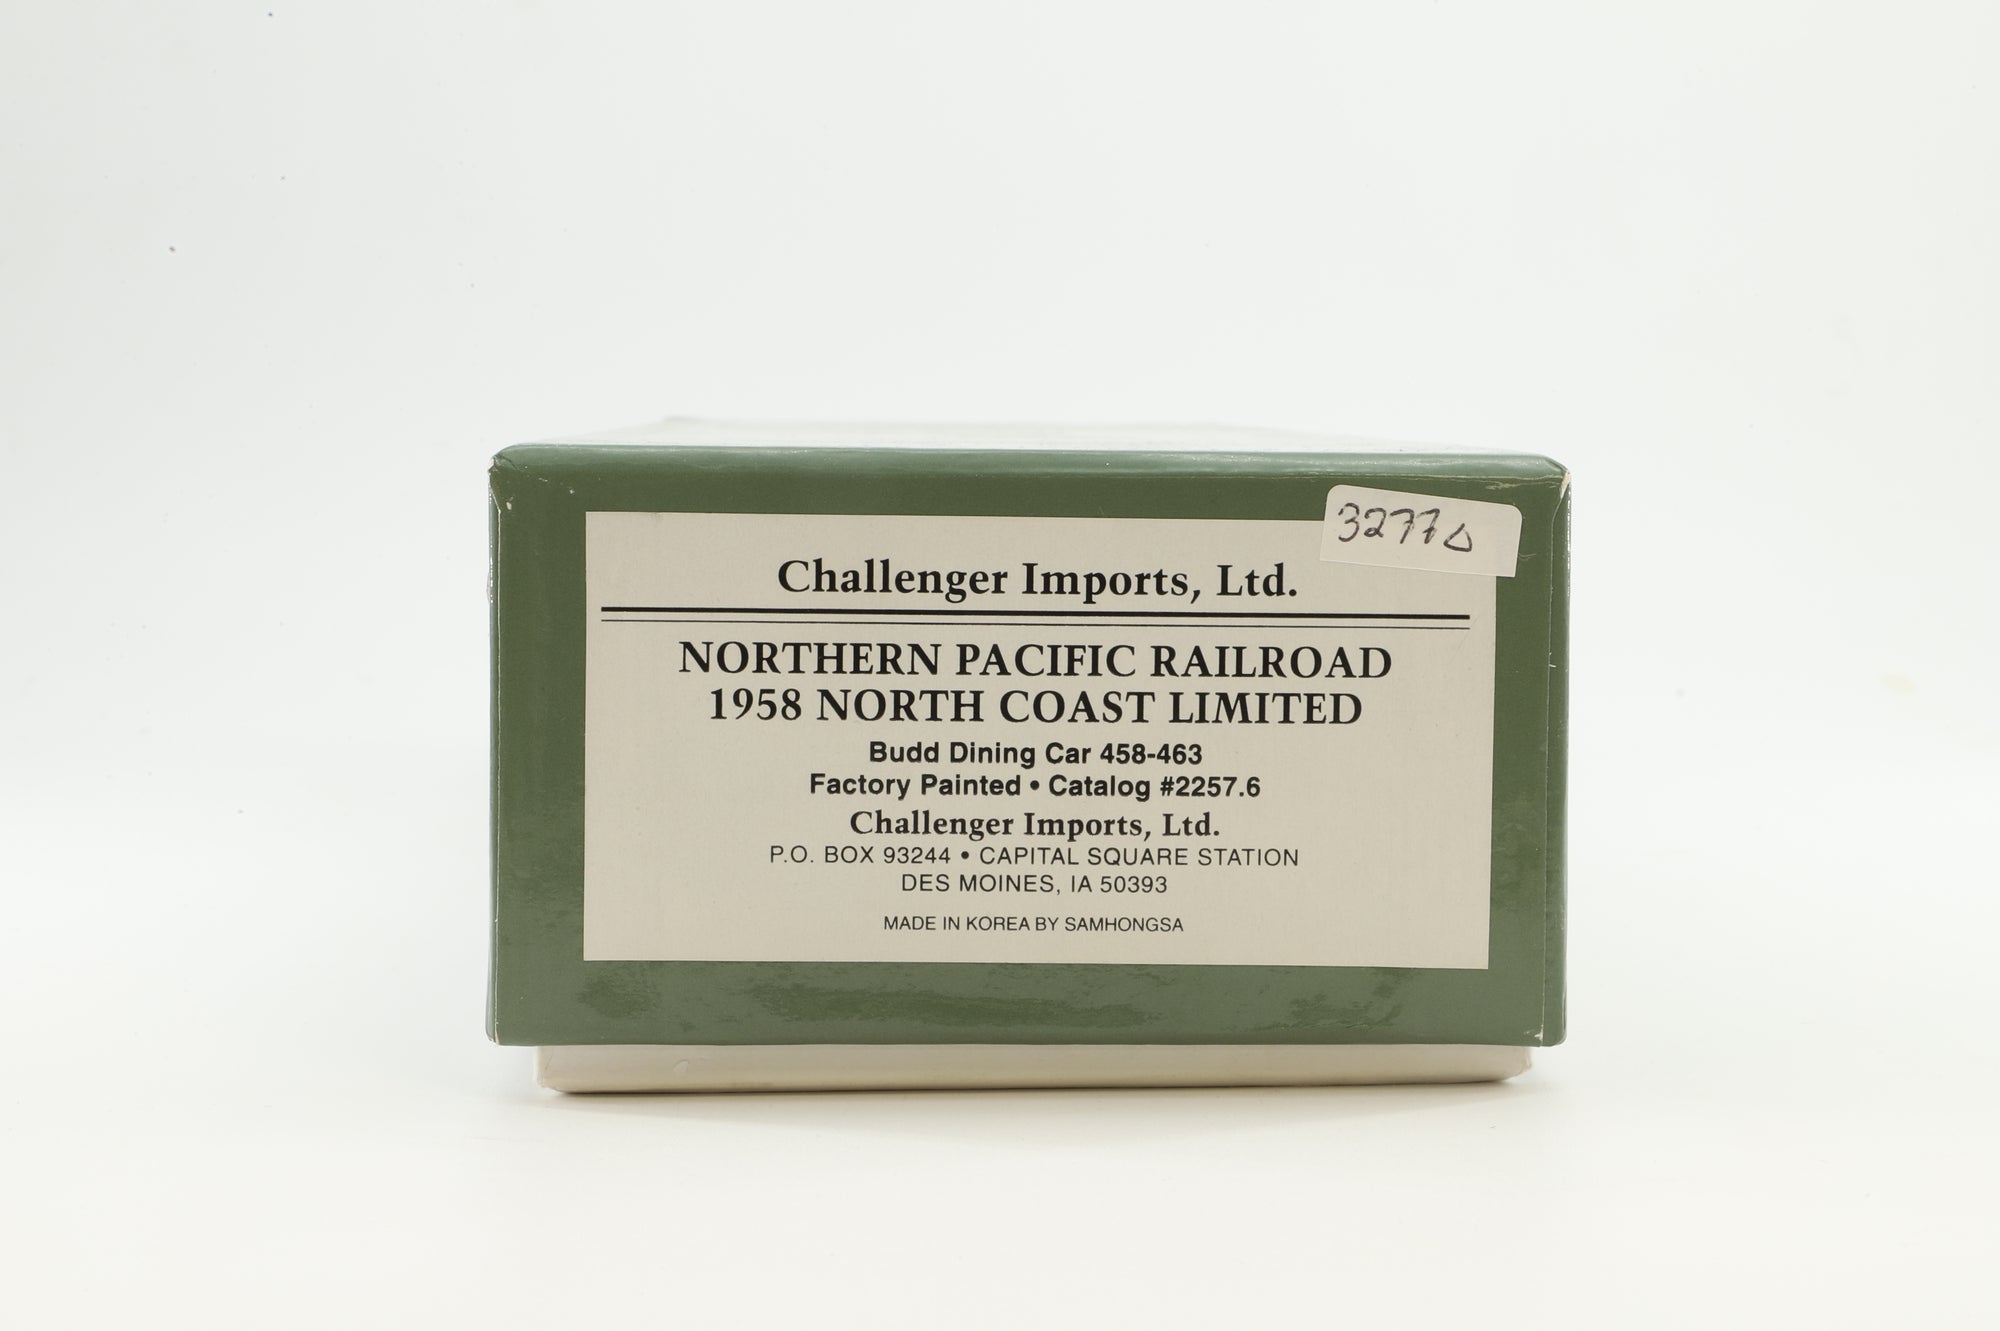 3277△
Challenger Imports, Ltd.
NORTHERN PACIFIC RAILROAD
1958 NORTH COAST LIMITED
Budd Dining Car 458-463
Factory Painted • Catalog #2257.6
Challenger Imports, Ltd.
P.O. BOX 93244 • CAPITAL SQUARE STATION
DES MOINES, IA 50393
MADE IN KOREA BY SAMHONGSA